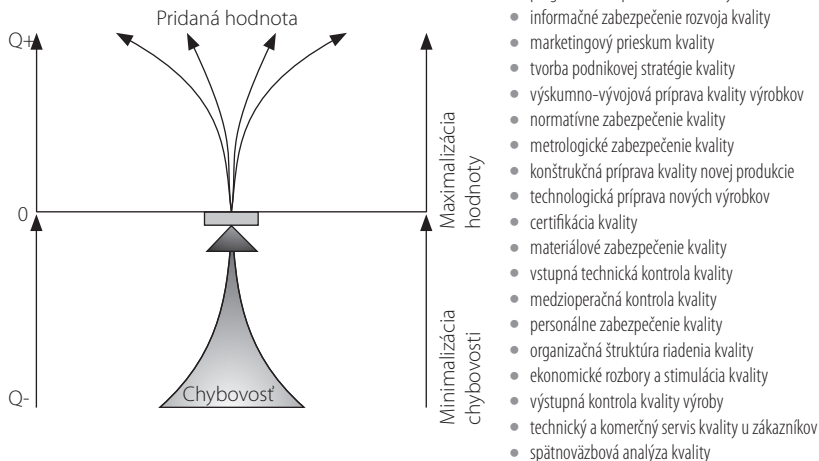 Pridaná hodnota
Q+
0
Q-
Chybovosť
Maximalizácia
hodnoty
Minimalizácia
chybovosti
• informačné zabezpečenie rozvoja kvality
• marketingový prieskum kvality
• tvorba podnikovej stratégie kvality
• výskumno-vývojová príprava kvality výrobkov
• normatívne zabezpečenie kvality
• metrologické zabezpečenie kvality
• konštrukčná príprava kvality novej produkcie
• technologická príprava nových výrobkov
• certifikácia kvality
• materiálové zabezpečenie kvality
• vstupná technická kontrola kvality
• medzioperačná kontrola kvality
• personálne zabezpečenie kvality
• organizačná štruktúra riadenia kvality
• ekonomické rozbory a stimulácia kvality
• výstupná kontrola kvality výroby
• technický a komerčný servis kvality u zákazníkov
• spätnoväzbová analýza kvality